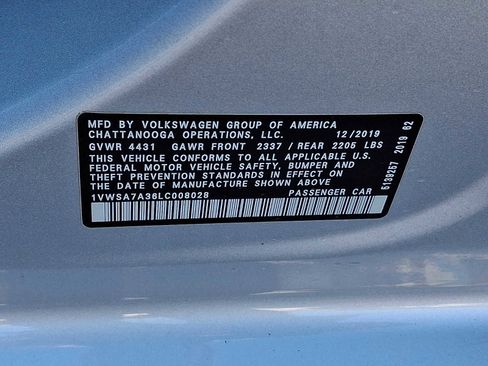 MFD BY VOLKSWAGEN GROUP OF AMERICA
CHATTANOOGA OPERATIONS, LLC. 12/2019
GVWR 4431 GAWR FRONT 2337 / REAR 2205 LBS
THIS VEHICLE CONFORMS TO ALL APPLICABLE U.S.
FEDERAL MOTOR VEHICLE SAFETY, BUMPER AND
THEFT PREVENTION STANDARDS IN EFFECT ON
THE DATE OF MANUFACTURE SHOWN ABOVE
1VWSA7A36LC008028 PASSENGER CAR
5139257 2019 62